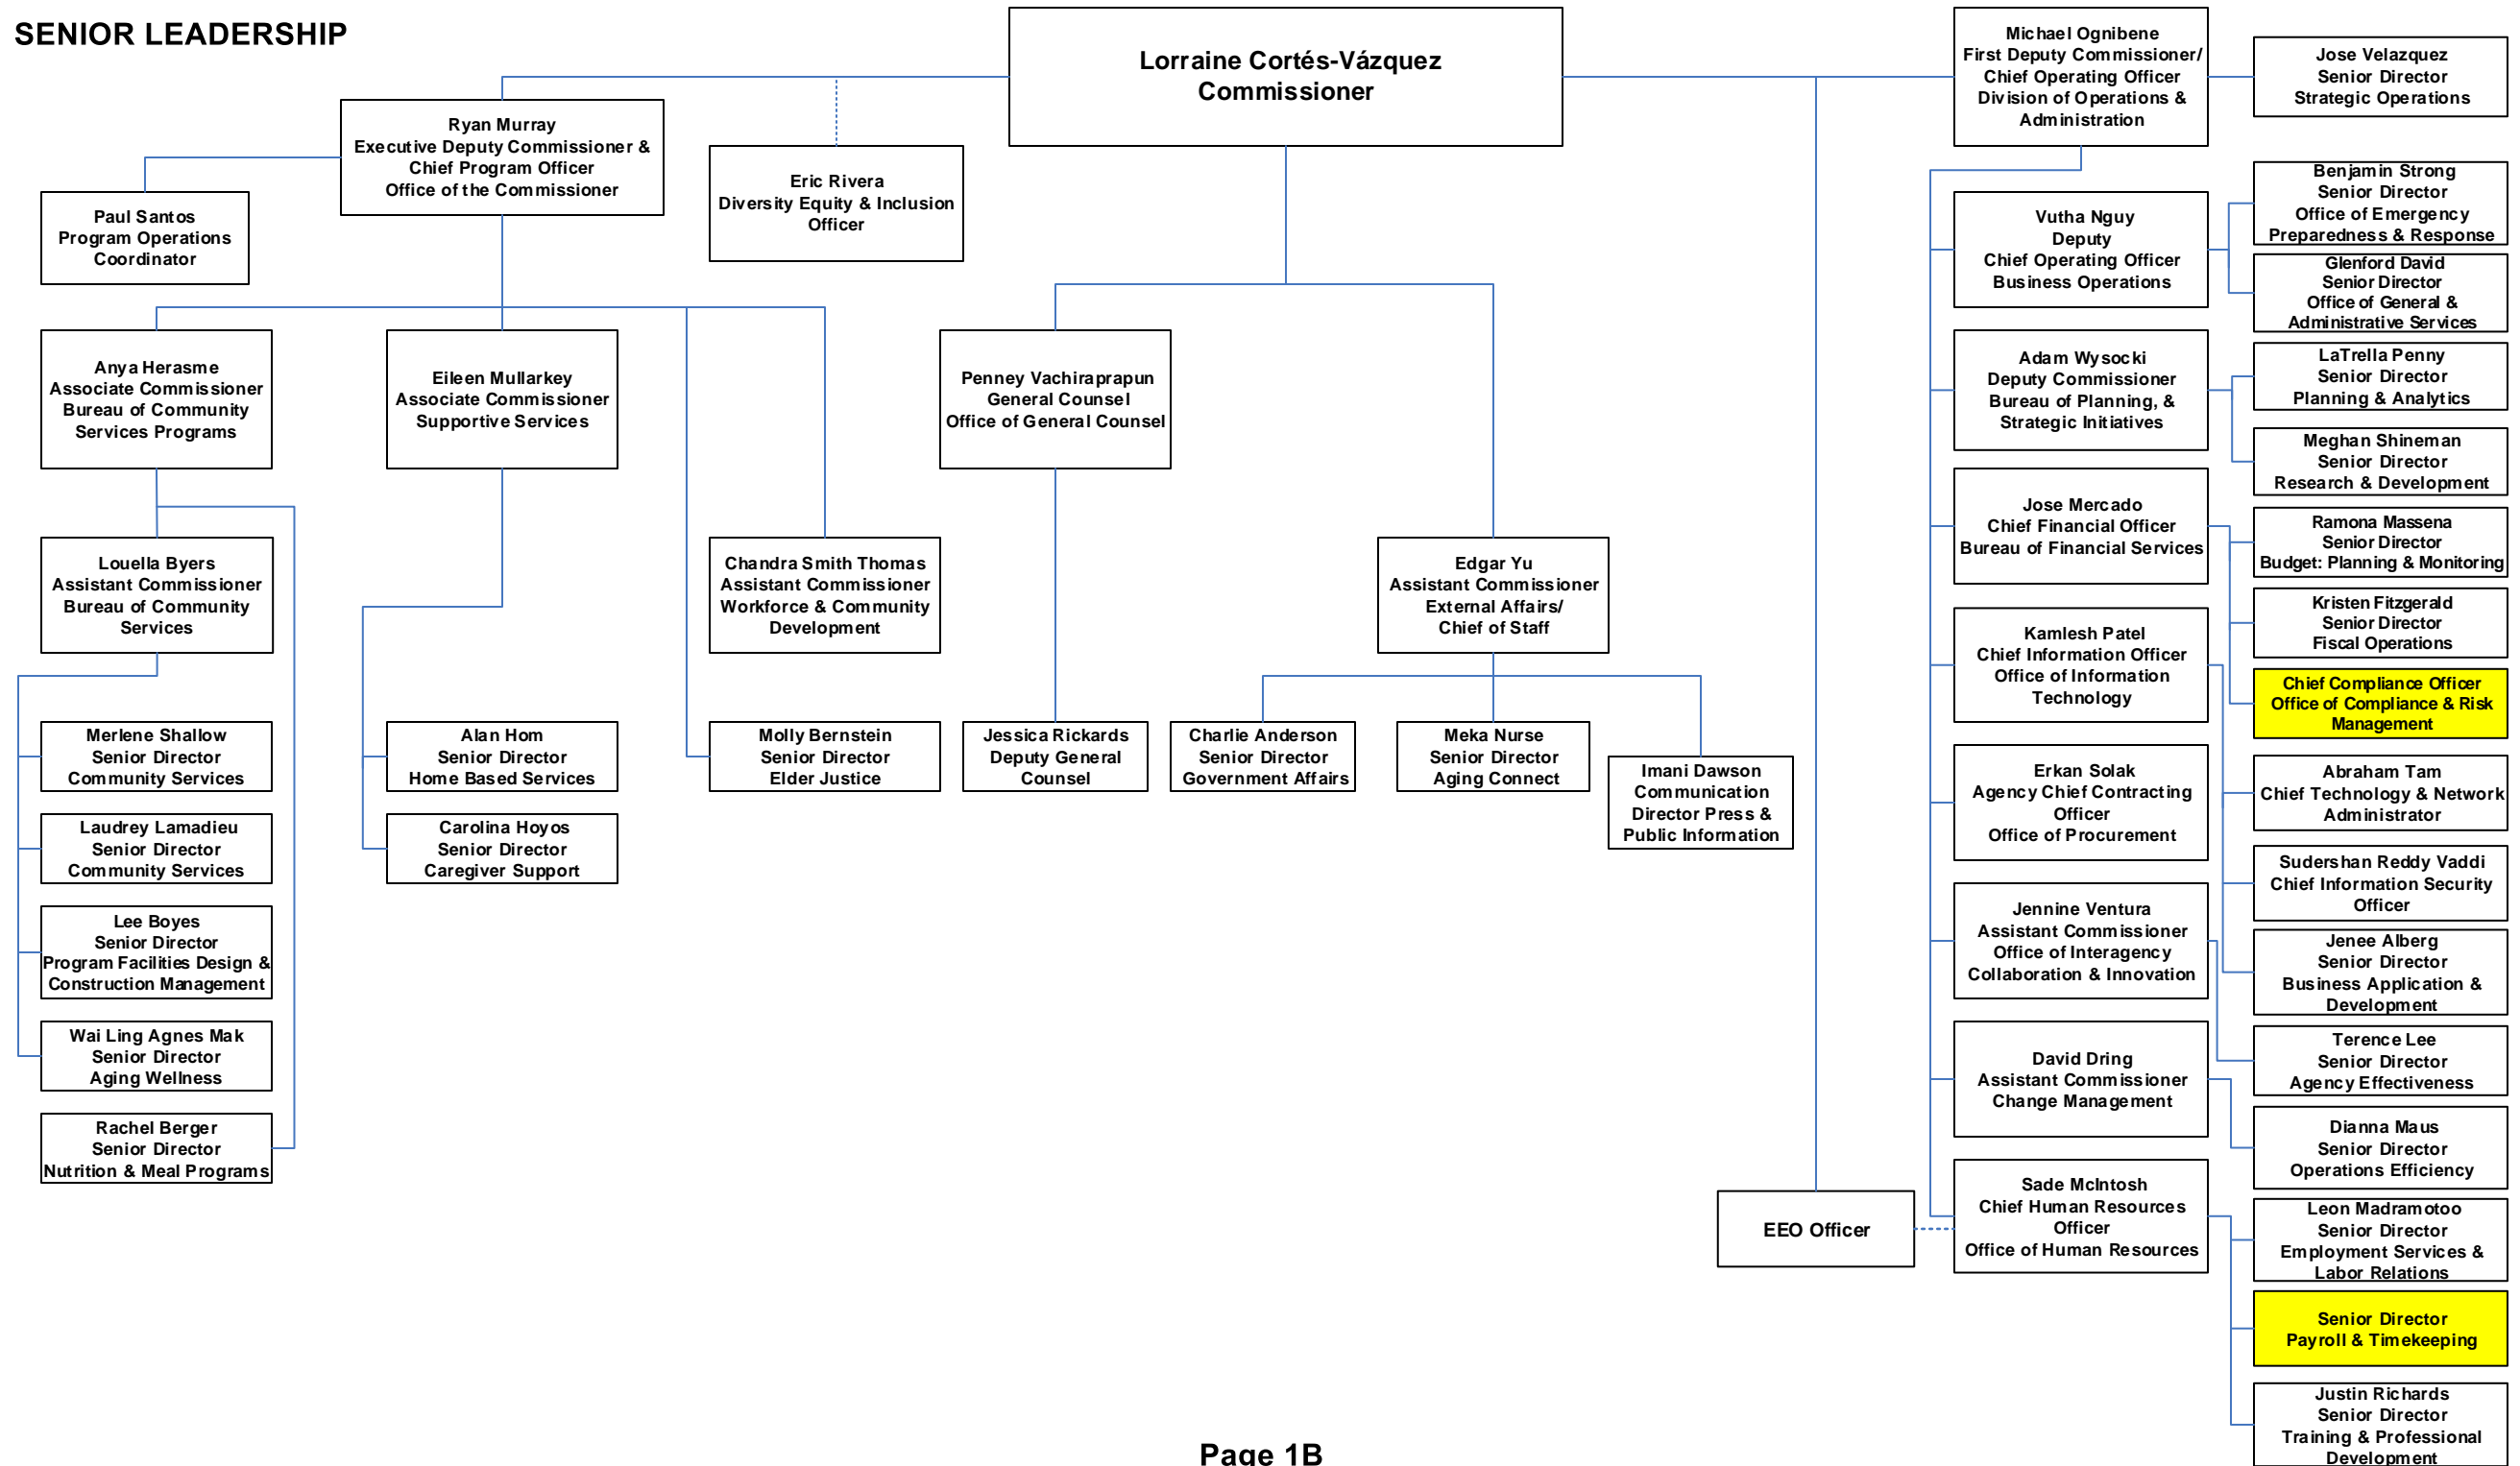 SENIOR LEADERSHIP
Lorraine Cortés-Vázquez
Commissioner
Michael Ognibene
First Deputy Commissioner/
Chief Operating Officer
Division of Operations &
Administration
Jose Velazquez
Senior Director
Strategic Operations
Ryan Murray
Executive Deputy Commissioner &
Chief Program Officer
Office of the Commissioner
Eric Rivera
Diversity Equity & Inclusion
Officer
Paul Santos
Program Operations
Coordinator
Anya Herasme
Associate Commissioner
Bureau of Community
Services Programs
Eileen Mullarkey
Associate Commissioner
Supportive Services
Penney Vachiraprapun
General Counsel
Office of General Counsel
Louella Byers
Assistant Commissioner
Bureau of Community
Services
Chandra Smith Thomas
Assistant Commissioner
Workforce & Community
Development
Edgar Yu
Assistant Commissioner
External Affairs/
Chief of Staff
Merlene Shallow
Senior Director
Community Services
Alan Hom
Senior Director
Home Based Services
Molly Bernstein
Senior Director
Elder Justice
Jessica Rickards
Deputy General
Counsel
Charlie Anderson
Senior Director
Government Affairs
Meka Nurse
Senior Director
Aging Connect
Imani Dawson
Communication
Director Press &
Public Information
Laudrey Lamadieu
Senior Director
Community Services
Carolina Hoyos
Senior Director
Caregiver Support
Lee Boyes
Senior Director
Program Facilities Design &
Construction Management
Wai Ling Agnes Mak
Senior Director
Aging Wellness
Rachel Berger
Senior Director
Nutrition & Meal Programs
EEO Officer
Vutha Nguy
Deputy
Chief Operating Officer
Business Operations
Benjamin Strong
Senior Director
Office of Emergency
Preparedness & Response
Glenford David
Senior Director
Office of General &
Administrative Services
Adam Wysocki
Deputy Commissioner
Bureau of Planning, &
Strategic Initiatives
LaTrella Penny
Senior Director
Planning & Analytics
Meghan Shineman
Senior Director
Research & Development
Jose Mercado
Chief Financial Officer
Bureau of Financial Services
Ramona Massena
Senior Director
Budget: Planning & Monitoring
Kristen Fitzgerald
Senior Director
Fiscal Operations
Chief Compliance Officer
Office of Compliance & Risk
Management
Kamlesh Patel
Chief Information Officer
Office of Information
Technology
Abraham Tam
Chief Technology & Network
Administrator
Sudershan Reddy Vaddi
Chief Information Security
Officer
Jenee Alberg
Senior Director
Business Application &
Development
Erkan Solak
Agency Chief Contracting
Officer
Office of Procurement
Jennine Ventura
Assistant Commissioner
Office of Interagency
Collaboration & Innovation
Terence Lee
Senior Director
Agency Effectiveness
David Dring
Assistant Commissioner
Change Management
Dianna Maus
Senior Director
Operations Efficiency
Sade McIntosh
Chief Human Resources
Officer
Office of Human Resources
Leon Madramotoo
Senior Director
Employment Services &
Labor Relations
Senior Director
Payroll & Timekeeping
Justin Richards
Senior Director
Training & Professional
Development
Page 1B